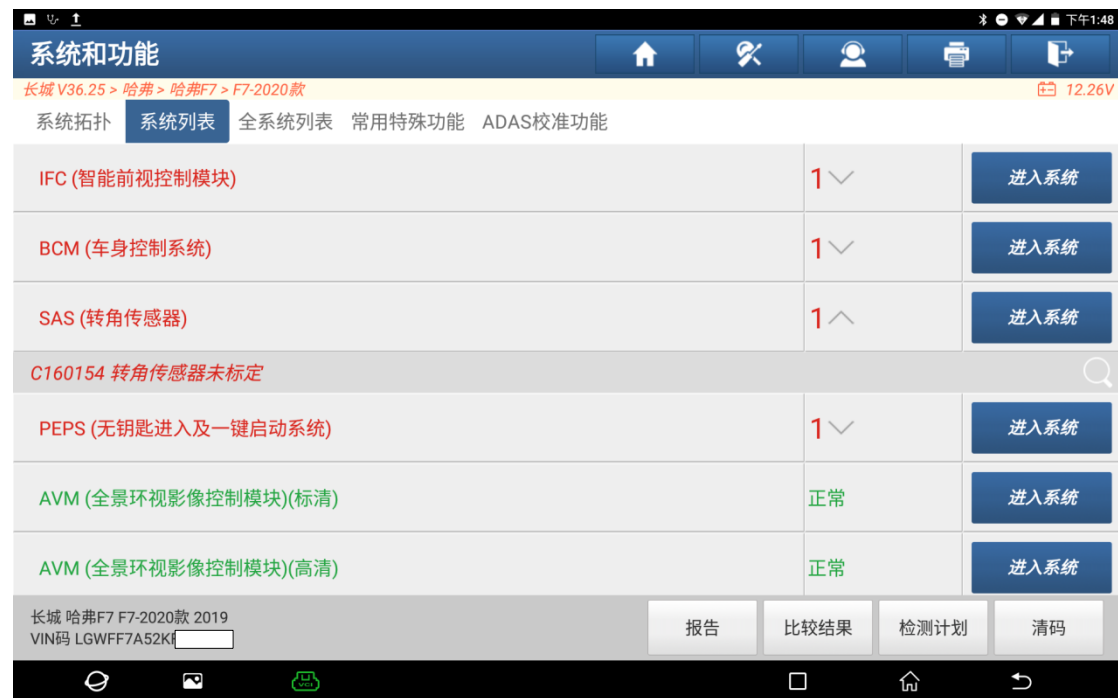 下午1:48
系统和功能
长城 V36.25 > 哈弗 > 哈弗F7 > F7-2020款
12.26V
系统拓扑 系统列表 全系统列表 常用特殊功能 ADAS校准功能
IFC (智能前视控制模块) 1 进入系统
BCM (车身控制系统) 1 进入系统
SAS (转角传感器) 1 进入系统
C160154 转角传感器未标定
PEPS (无钥匙进入及一键启动系统) 1 进入系统
AVM (全景环视影像控制模块)(标清) 正常 进入系统
AVM (全景环视影像控制模块)(高清) 正常 进入系统
长城 哈弗F7 F7-2020款 2019
VIN码 LGWFF7A52K
报告 比较结果 检测计划 清码
VCI